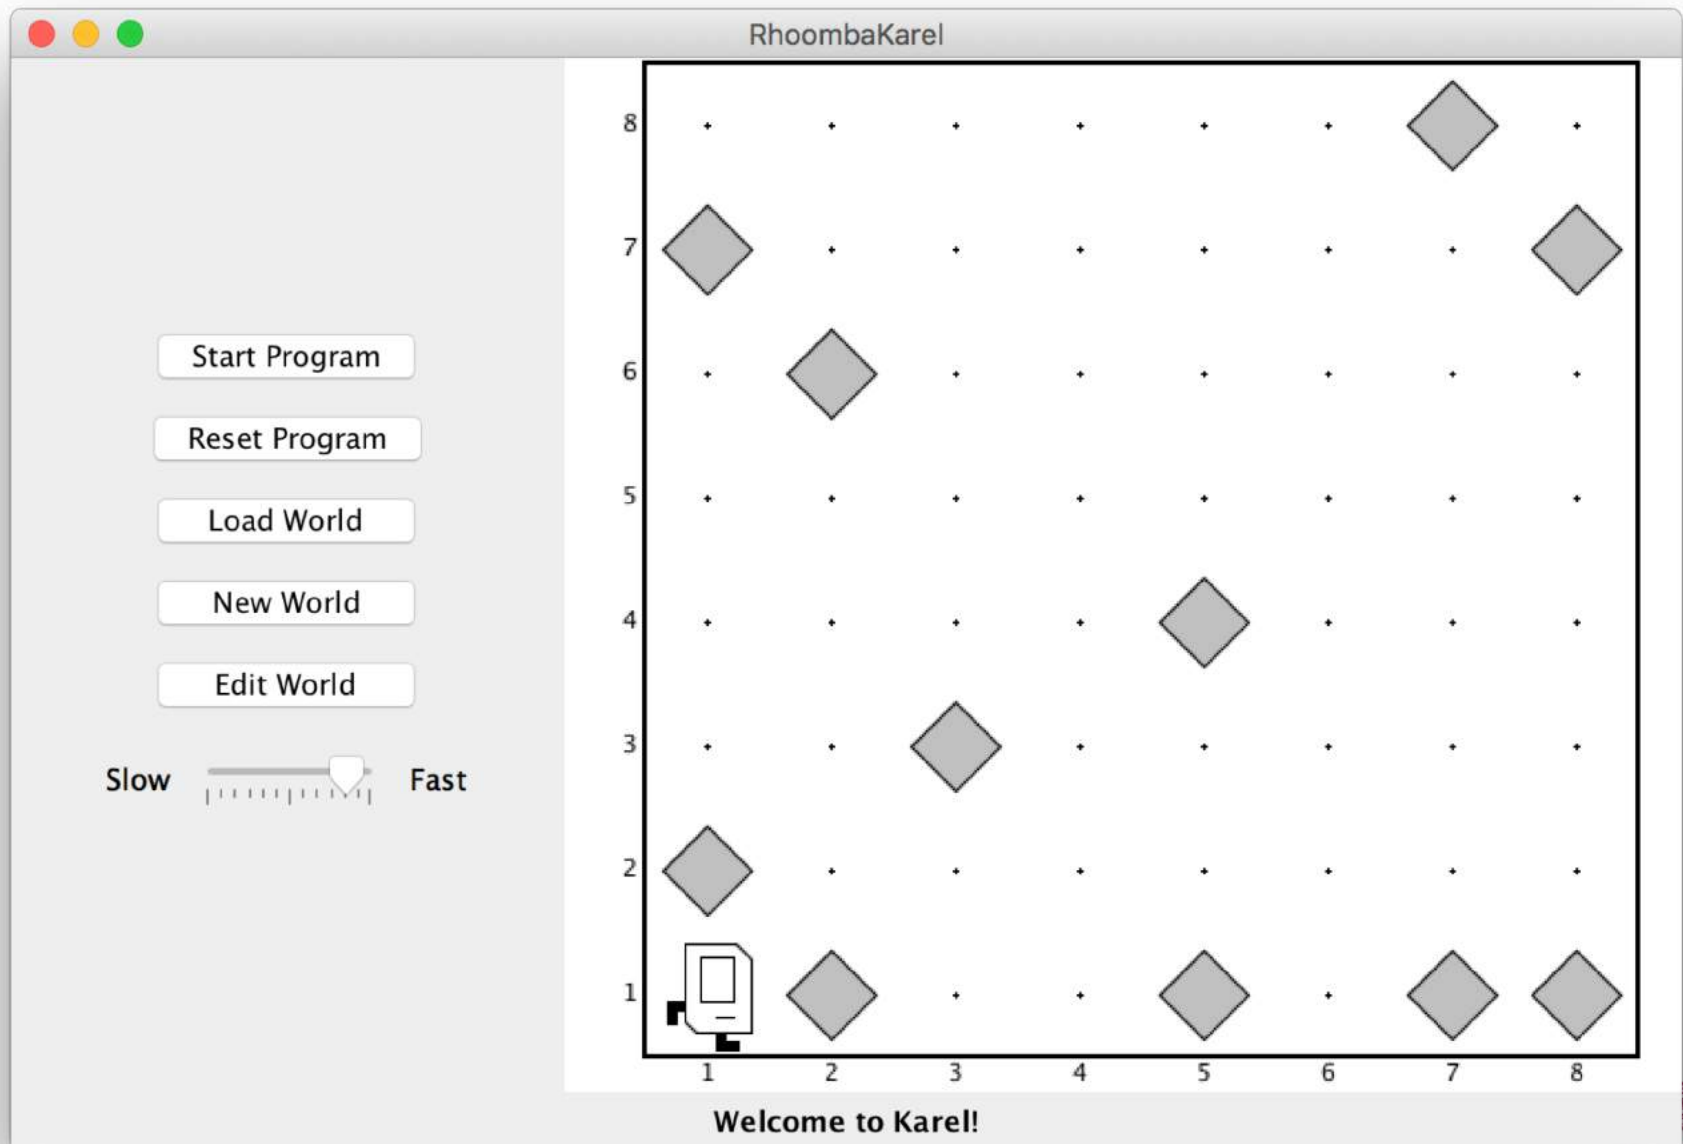 RhoombaKarel
Start Program
Reset Program
Load World
New World
Edit World
Slow Fast
8
7
6
5
4
3
2
1
1 2 3 4 5 6 7 8
Welcome to Karel!